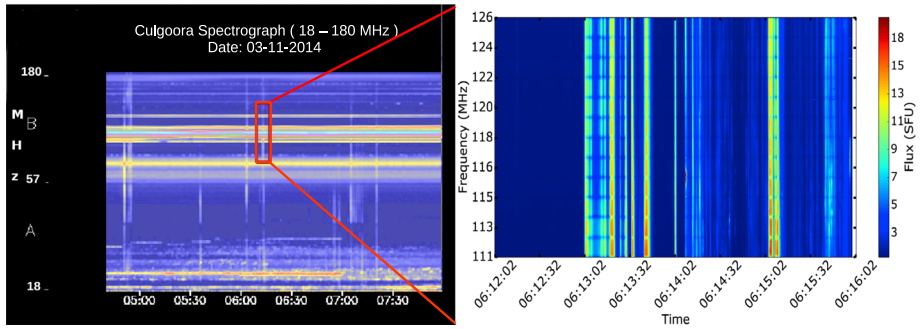 Culgoora Spectrograph ( 18 – 180 MHz )
Date: 03-11-2014
180
M
B
H
z
57
A
18
05:00 05:30 06:00 06:30 07:00 07:30
126
124
122
120
118
116
115
113
111
Frequency (MHz)
06:12:02 06:12:32 06:13:02 06:13:32 06:14:02 06:14:32 06:15:02 06:15:32 06:16:02
Time
18
15
13
11
9
7
5
3
Flux (SFU)